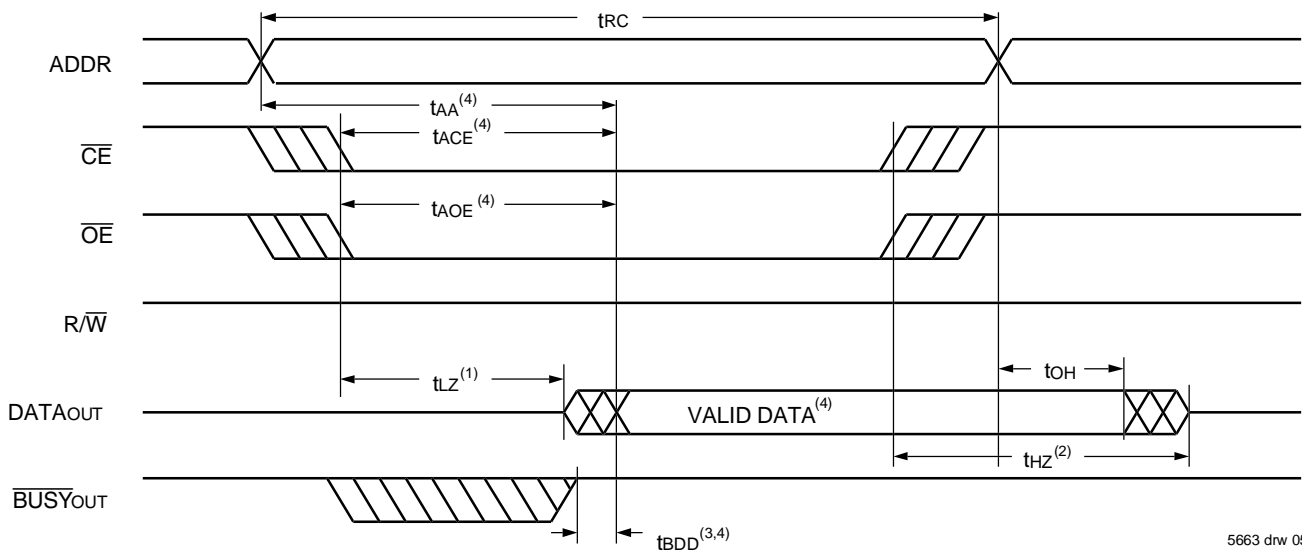 tRC
ADDR
tAA(4)
tACE(4)
CE
tAOE(4)
OE
R/W
tLZ(1)
tOH
DATAOUT
VALID DATA(4)
tHZ(2)
BUSYOUT
tBDD(3,4)
5663 drw 05